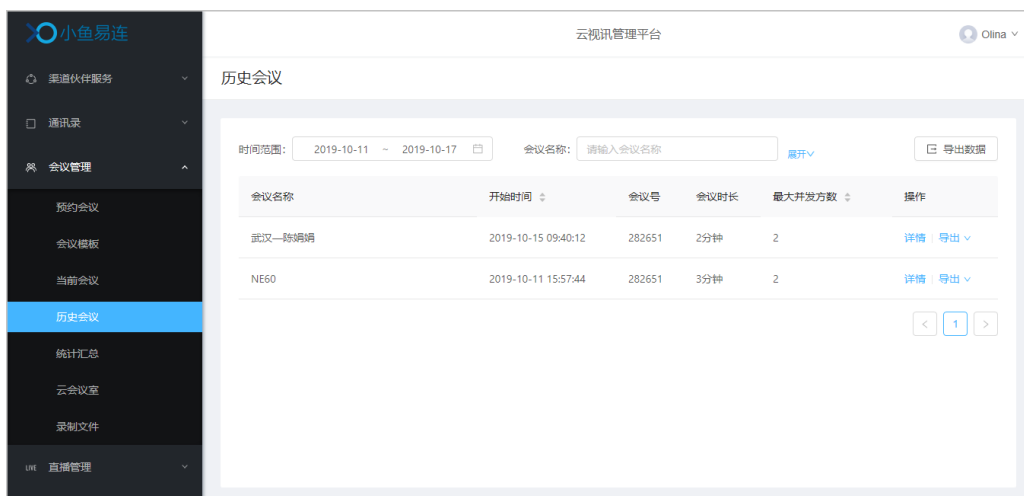 小鱼易连
云视讯管理平台
Olina
渠道伙伴服务
通讯录
会议管理
预约会议
会议模板
当前会议
历史会议
统计汇总
云会议室
录制文件
LIVE 直播管理
历史会议
时间范围: 2019-10-11 ~ 2019-10-17 会议名称: 请输入会议名称 展开 导出数据
会议名称 开始时间 会议号 会议时长 最大并发方数 操作
武汉—陈娟娟 2019-10-15 09:40:12 282651 2分钟 2 详情 导出
NE60 2019-10-11 15:57:44 282651 3分钟 2 详情 导出
< 1 >